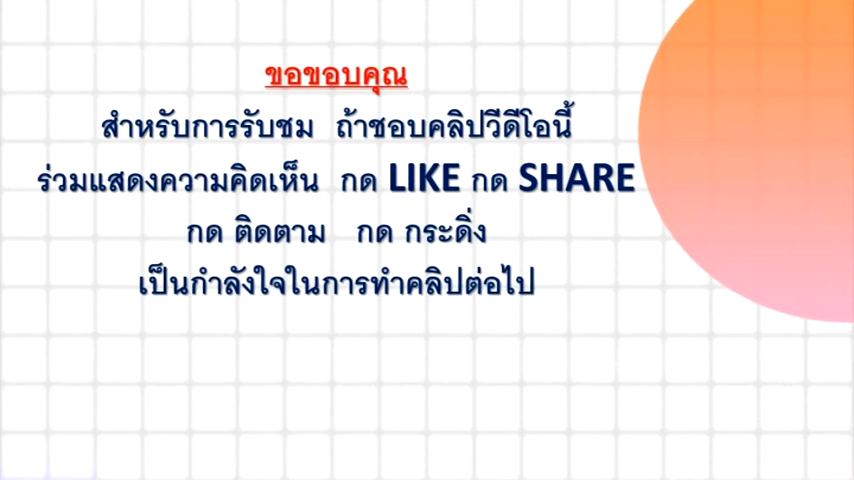 ขอขอบคุณ
สำหรับการรับชม ถ้าชอบคลิปวีดีโอนี้
ร่วมแสดงความคิดเห็น กด LIKE กด SHARE
กด ติดตาม กด กระดิ่ง
เป็นกำลังใจในการทำคลิปต่อไป